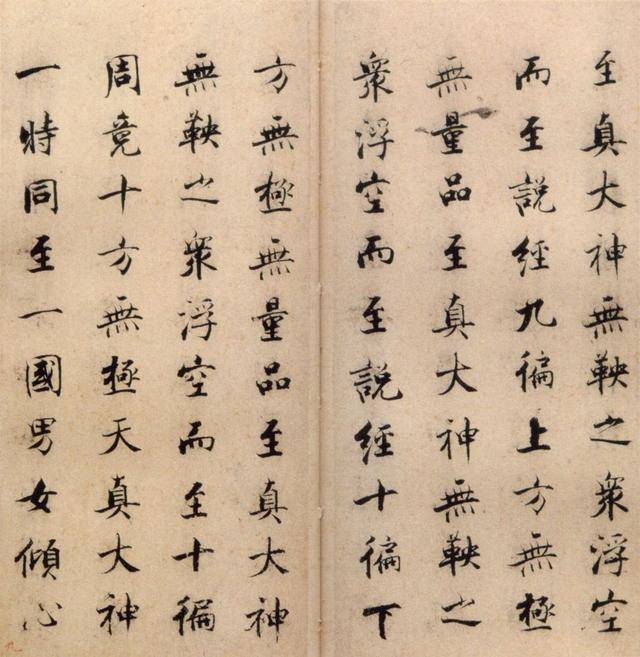 至真大神無鞅之衆浮空
而至說經九徧上方無極
無量品至真大神無鞅之
衆浮空而至說經十徧下
方無極無量品至真大神
無鞅之衆浮空而至十徧
周竟十方無極天真大神
一時同至一國男女傾心